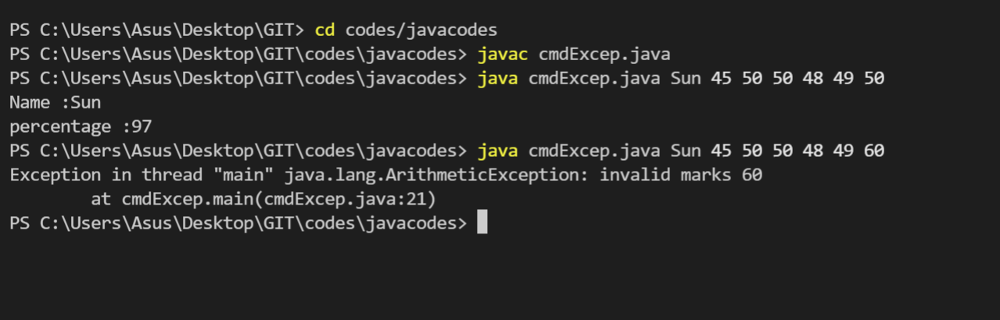 PS C:\Users\Asus\Desktop\GIT> cd codes/javacodes
PS C:\Users\Asus\Desktop\GIT\codes\javacodes> javac cmdExcep.java
PS C:\Users\Asus\Desktop\GIT\codes\javacodes> java cmdExcep.java Sun 45 50 50 48 49 50
Name :Sun
percentage :97
PS C:\Users\Asus\Desktop\GIT\codes\javacodes> java cmdExcep.java Sun 45 50 50 48 49 60
Exception in thread "main" java.lang.ArithmeticException: invalid marks 60
        at cmdExcep.main(cmdExcep.java:21)
PS C:\Users\Asus\Desktop\GIT\codes\javacodes>